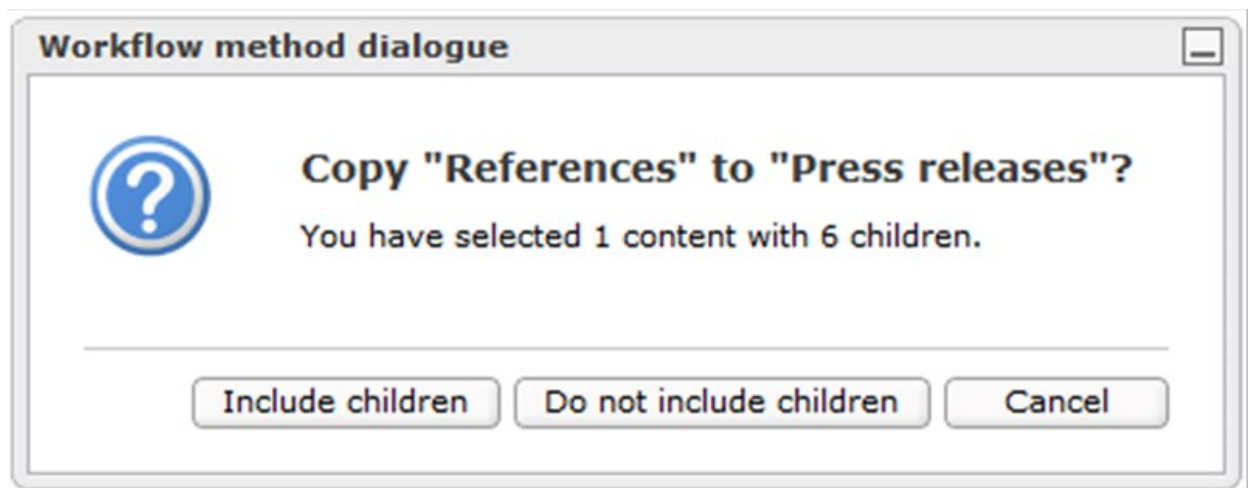 Workflow method dialogue
Copy "References" to "Press releases"?
You have selected 1 content with 6 children.
Include children Do not include children Cancel